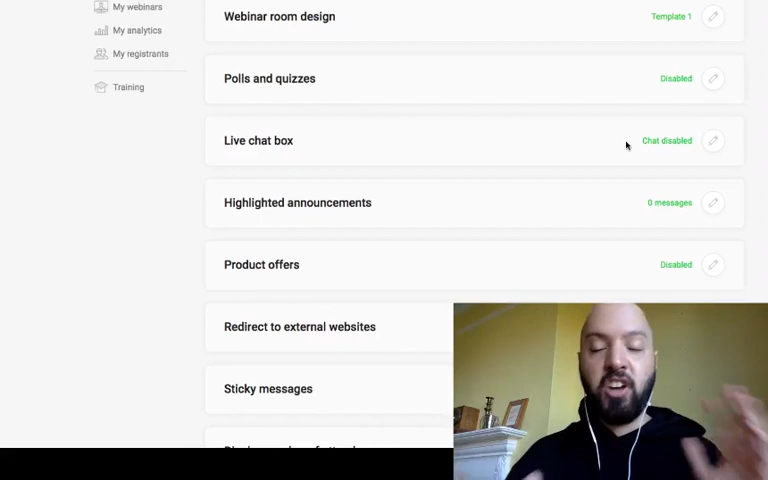 My webinars
My analytics
My registrants
Training
Webinar room design
Template 1
Polls and quizzes
Disabled
Live chat box
Chat disabled
Highlighted announcements
0 messages
Product offers
Disabled
Redirect to external websites
Sticky messages